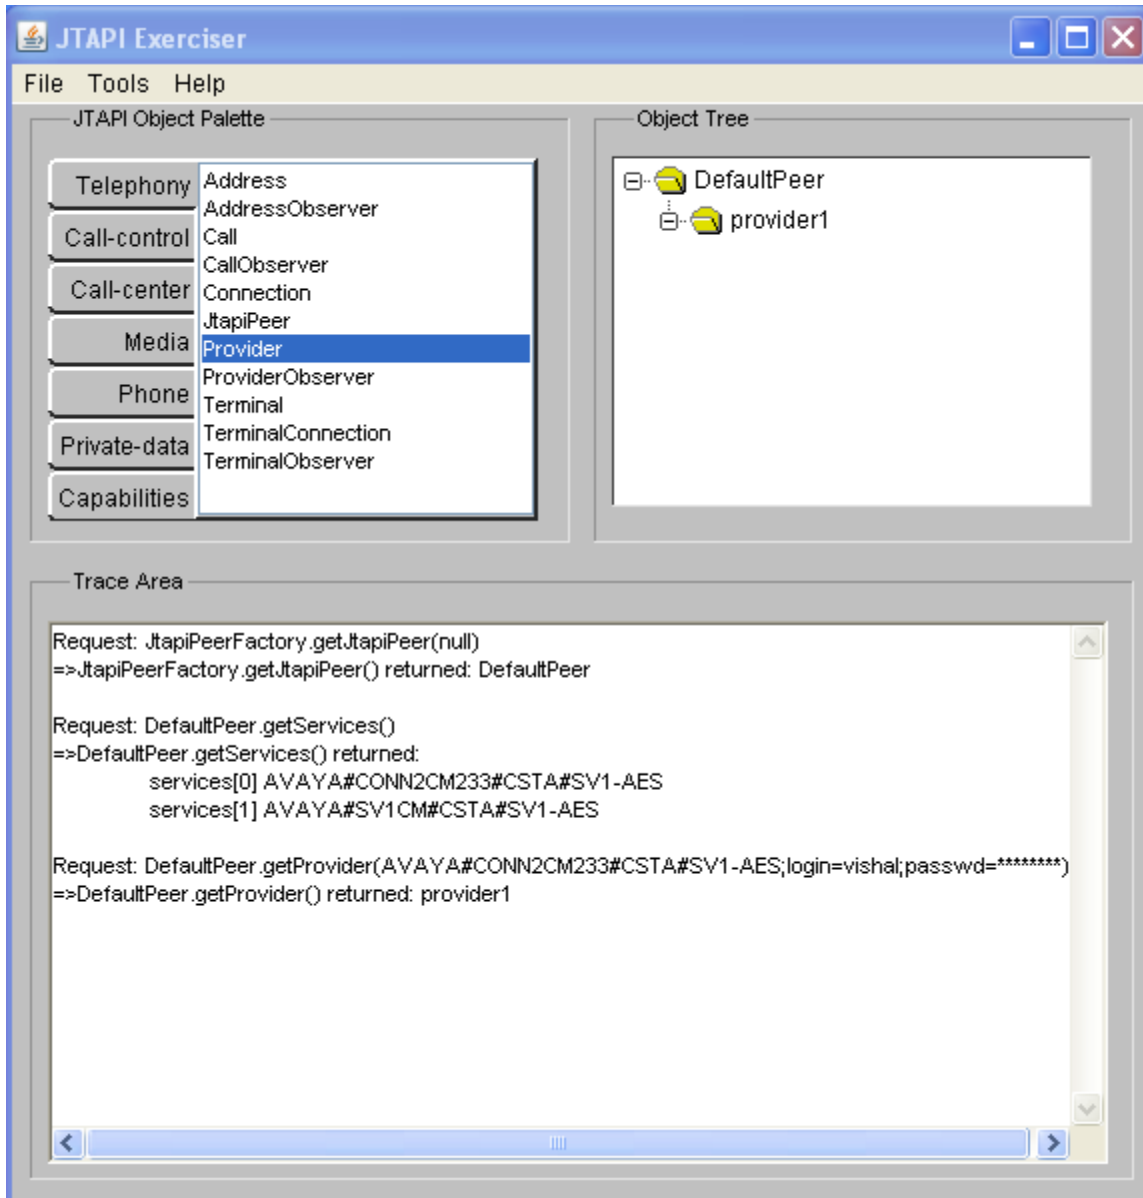 JTAPI Exerciser
File Tools Help
JTAPI Object Palette
Telephony
Call-control
Call-center
Media
Phone
Private-data
Capabilities
Address
AddressObserver
Call
CallObserver
Connection
JtapiPeer
Provider
ProviderObserver
Terminal
TerminalConnection
TerminalObserver
Object Tree
DefaultPeer
provider1
Trace Area
Request: JtapiPeerFactory.getJtapiPeer(null)
=>JtapiPeerFactory.getJtapiPeer() returned: DefaultPeer
Request: DefaultPeer.getServices()
=>DefaultPeer.getServices() returned:
services[0] AVAYA#CONN2CM233#CSTA#SV1-AES
services[1] AVAYA#SV1CM#CSTA#SV1-AES
Request: DefaultPeer.getProvider(AVAYA#CONN2CM233#CSTA#SV1-AES;login=vishal;passwd=********)
=>DefaultPeer.getProvider() returned: provider1